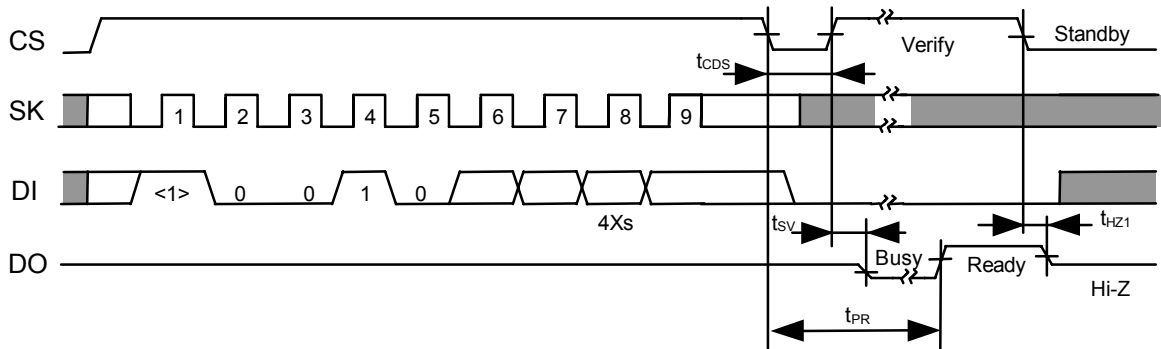 CS
Verify
Standby
tCDS
SK
1 2 3 4 5 6 7 8 9
DI
<1> 0 0 1 0
4Xs
tSV
tHZ1
DO
Busy
Ready
Hi-Z
tPR